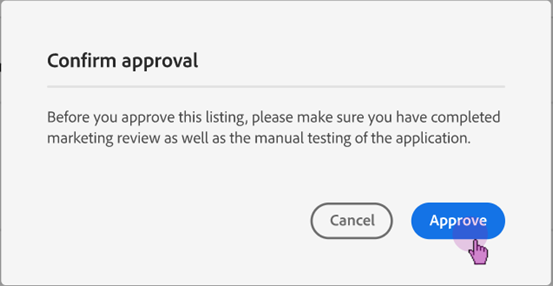 Confirm approval
Before you approve this listing, please make sure you have completed
marketing review as well as the manual testing of the application.
Cancel
Approve